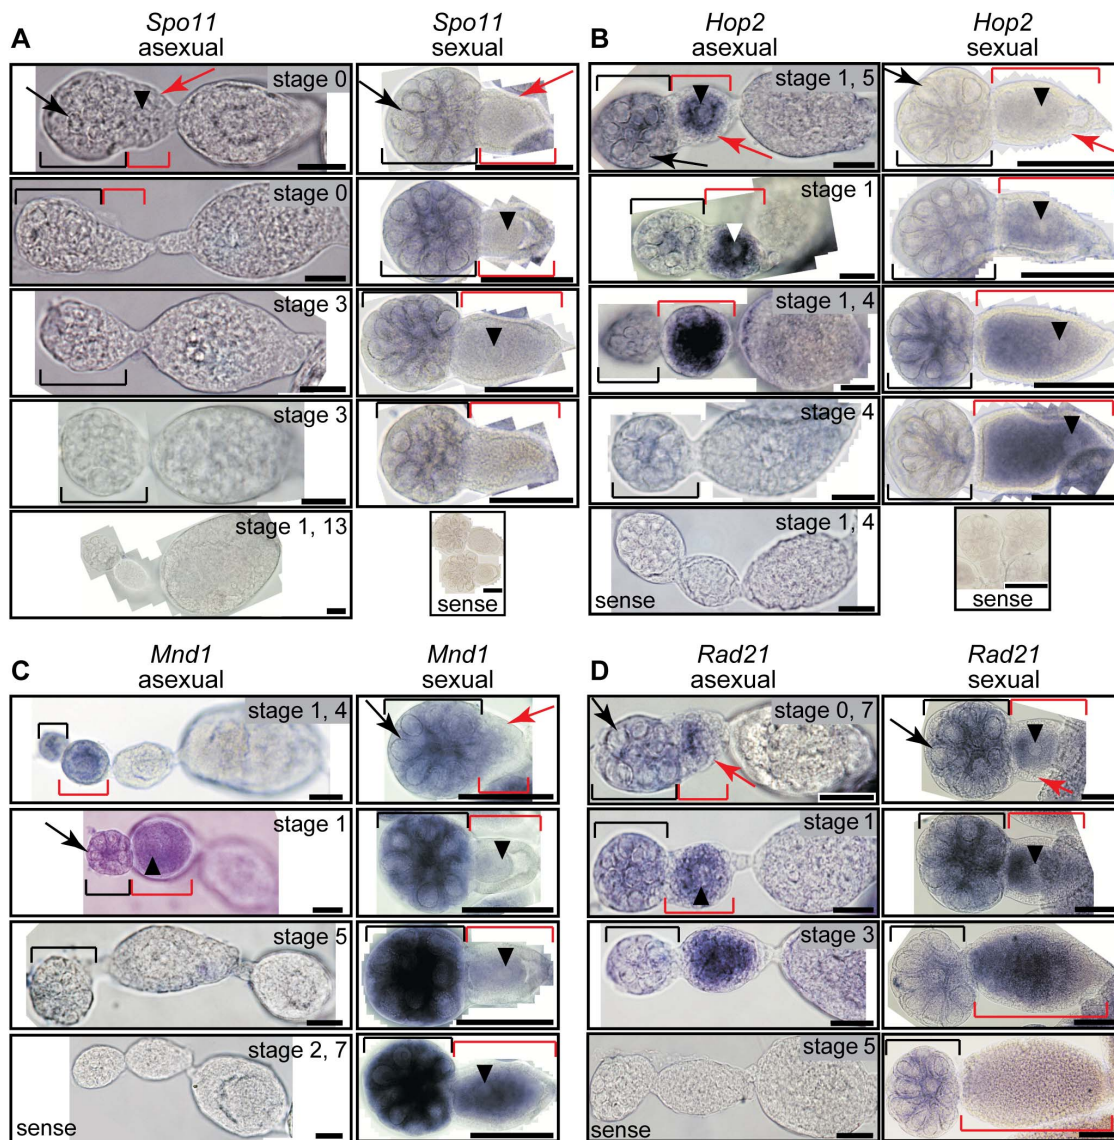 A
Spo11
asexual
Spo11
sexual
stage 0
stage 0
stage 3
stage 3
stage 1, 13
sense
B
Hop2
asexual
Hop2
sexual
stage 1, 5
stage 1
stage 1, 4
stage 4
stage 1, 4
sense
sense
C
Mnd1
asexual
Mnd1
sexual
stage 1, 4
stage 1
stage 5
stage 2, 7
sense
D
Rad21
asexual
Rad21
sexual
stage 0, 7
stage 1
stage 3
stage 5